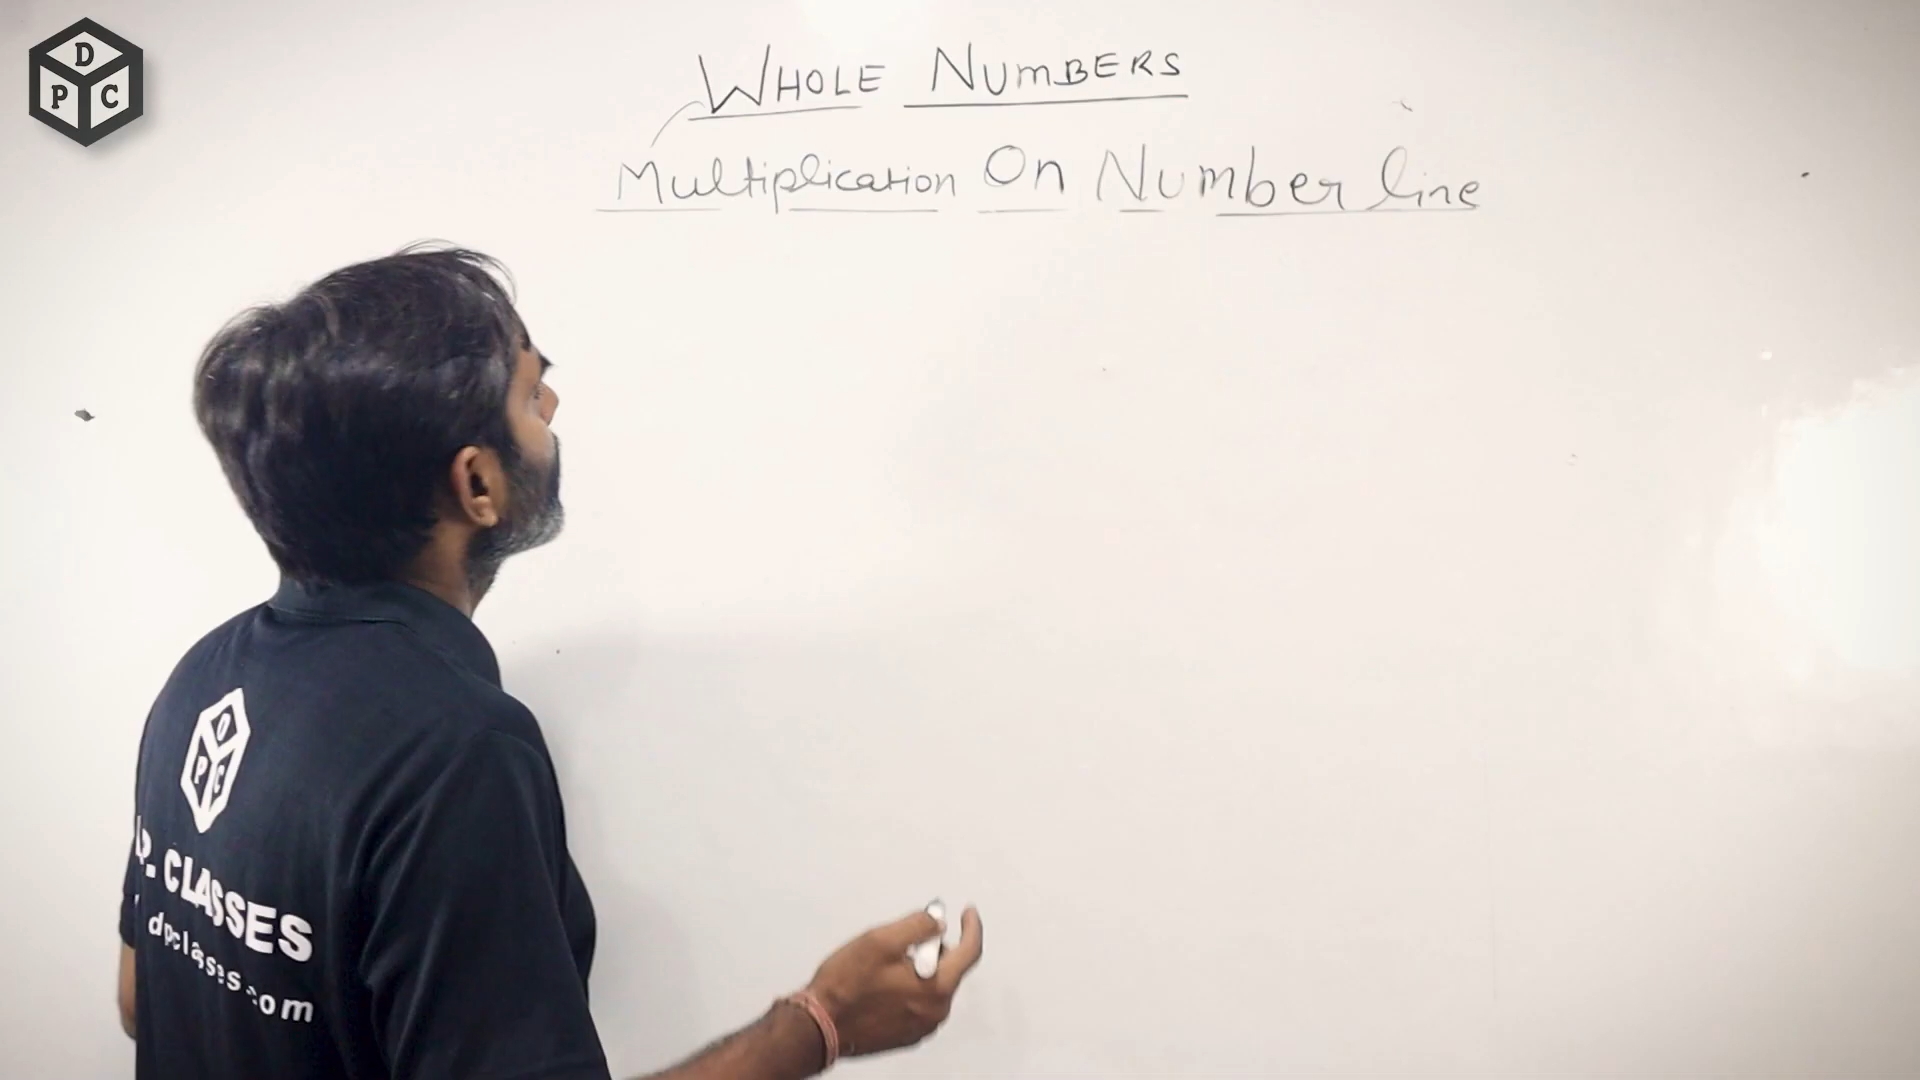 D
P C
WHOLE NUMBERS
Multiplication On Number line
D
P C
CLASSES
dpclasses.com